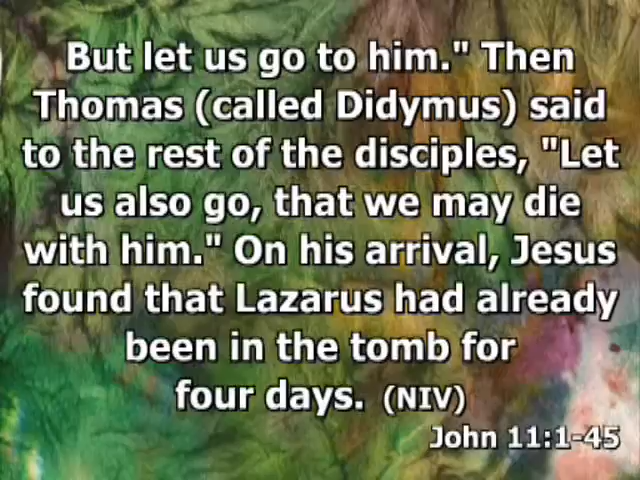 But let us go to him." Then
Thomas (called Didymus) said
to the rest of the disciples, "Let
us also go, that we may die
with him." On his arrival, Jesus
found that Lazarus had already
been in the tomb for
four days. (NIV)
John 11:1-45